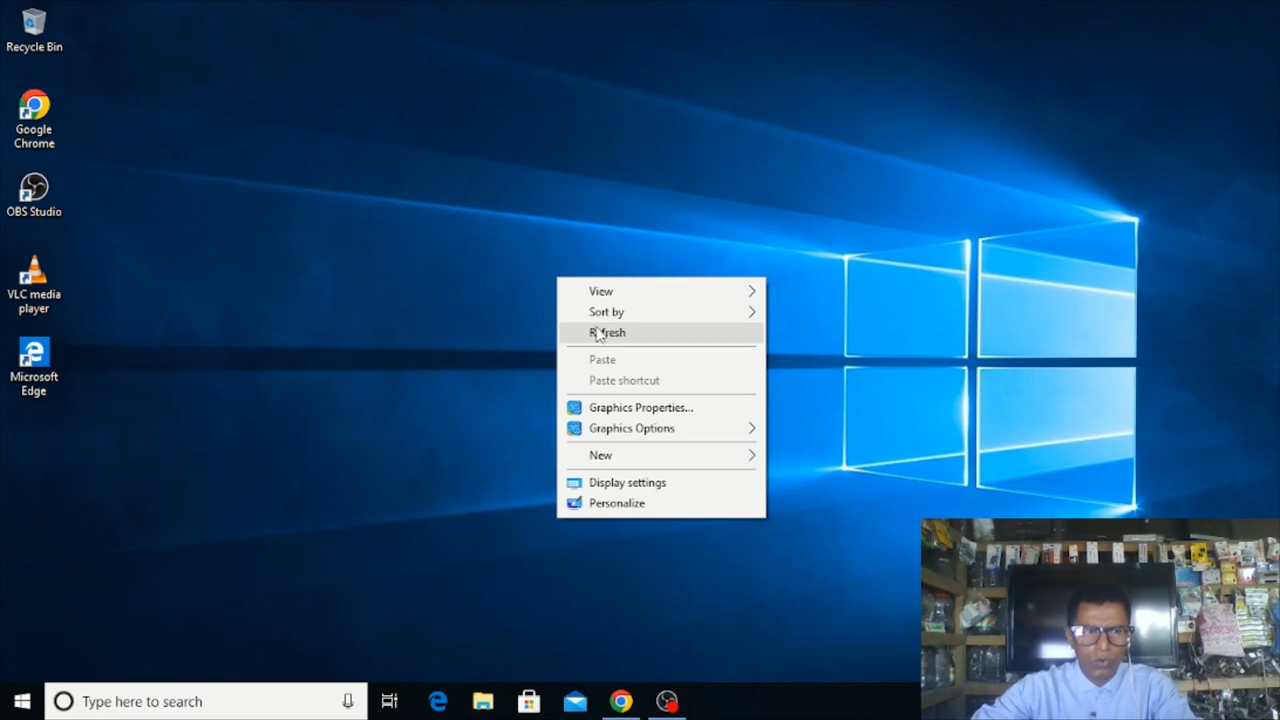 Recycle Bin
Google
Chrome
OBS Studio
VLC media
player
Microsoft
Edge
View
Sort by
Refresh
Paste
Paste shortcut
Graphics Properties...
Graphics Options
New
Display settings
Personalize
Type here to search